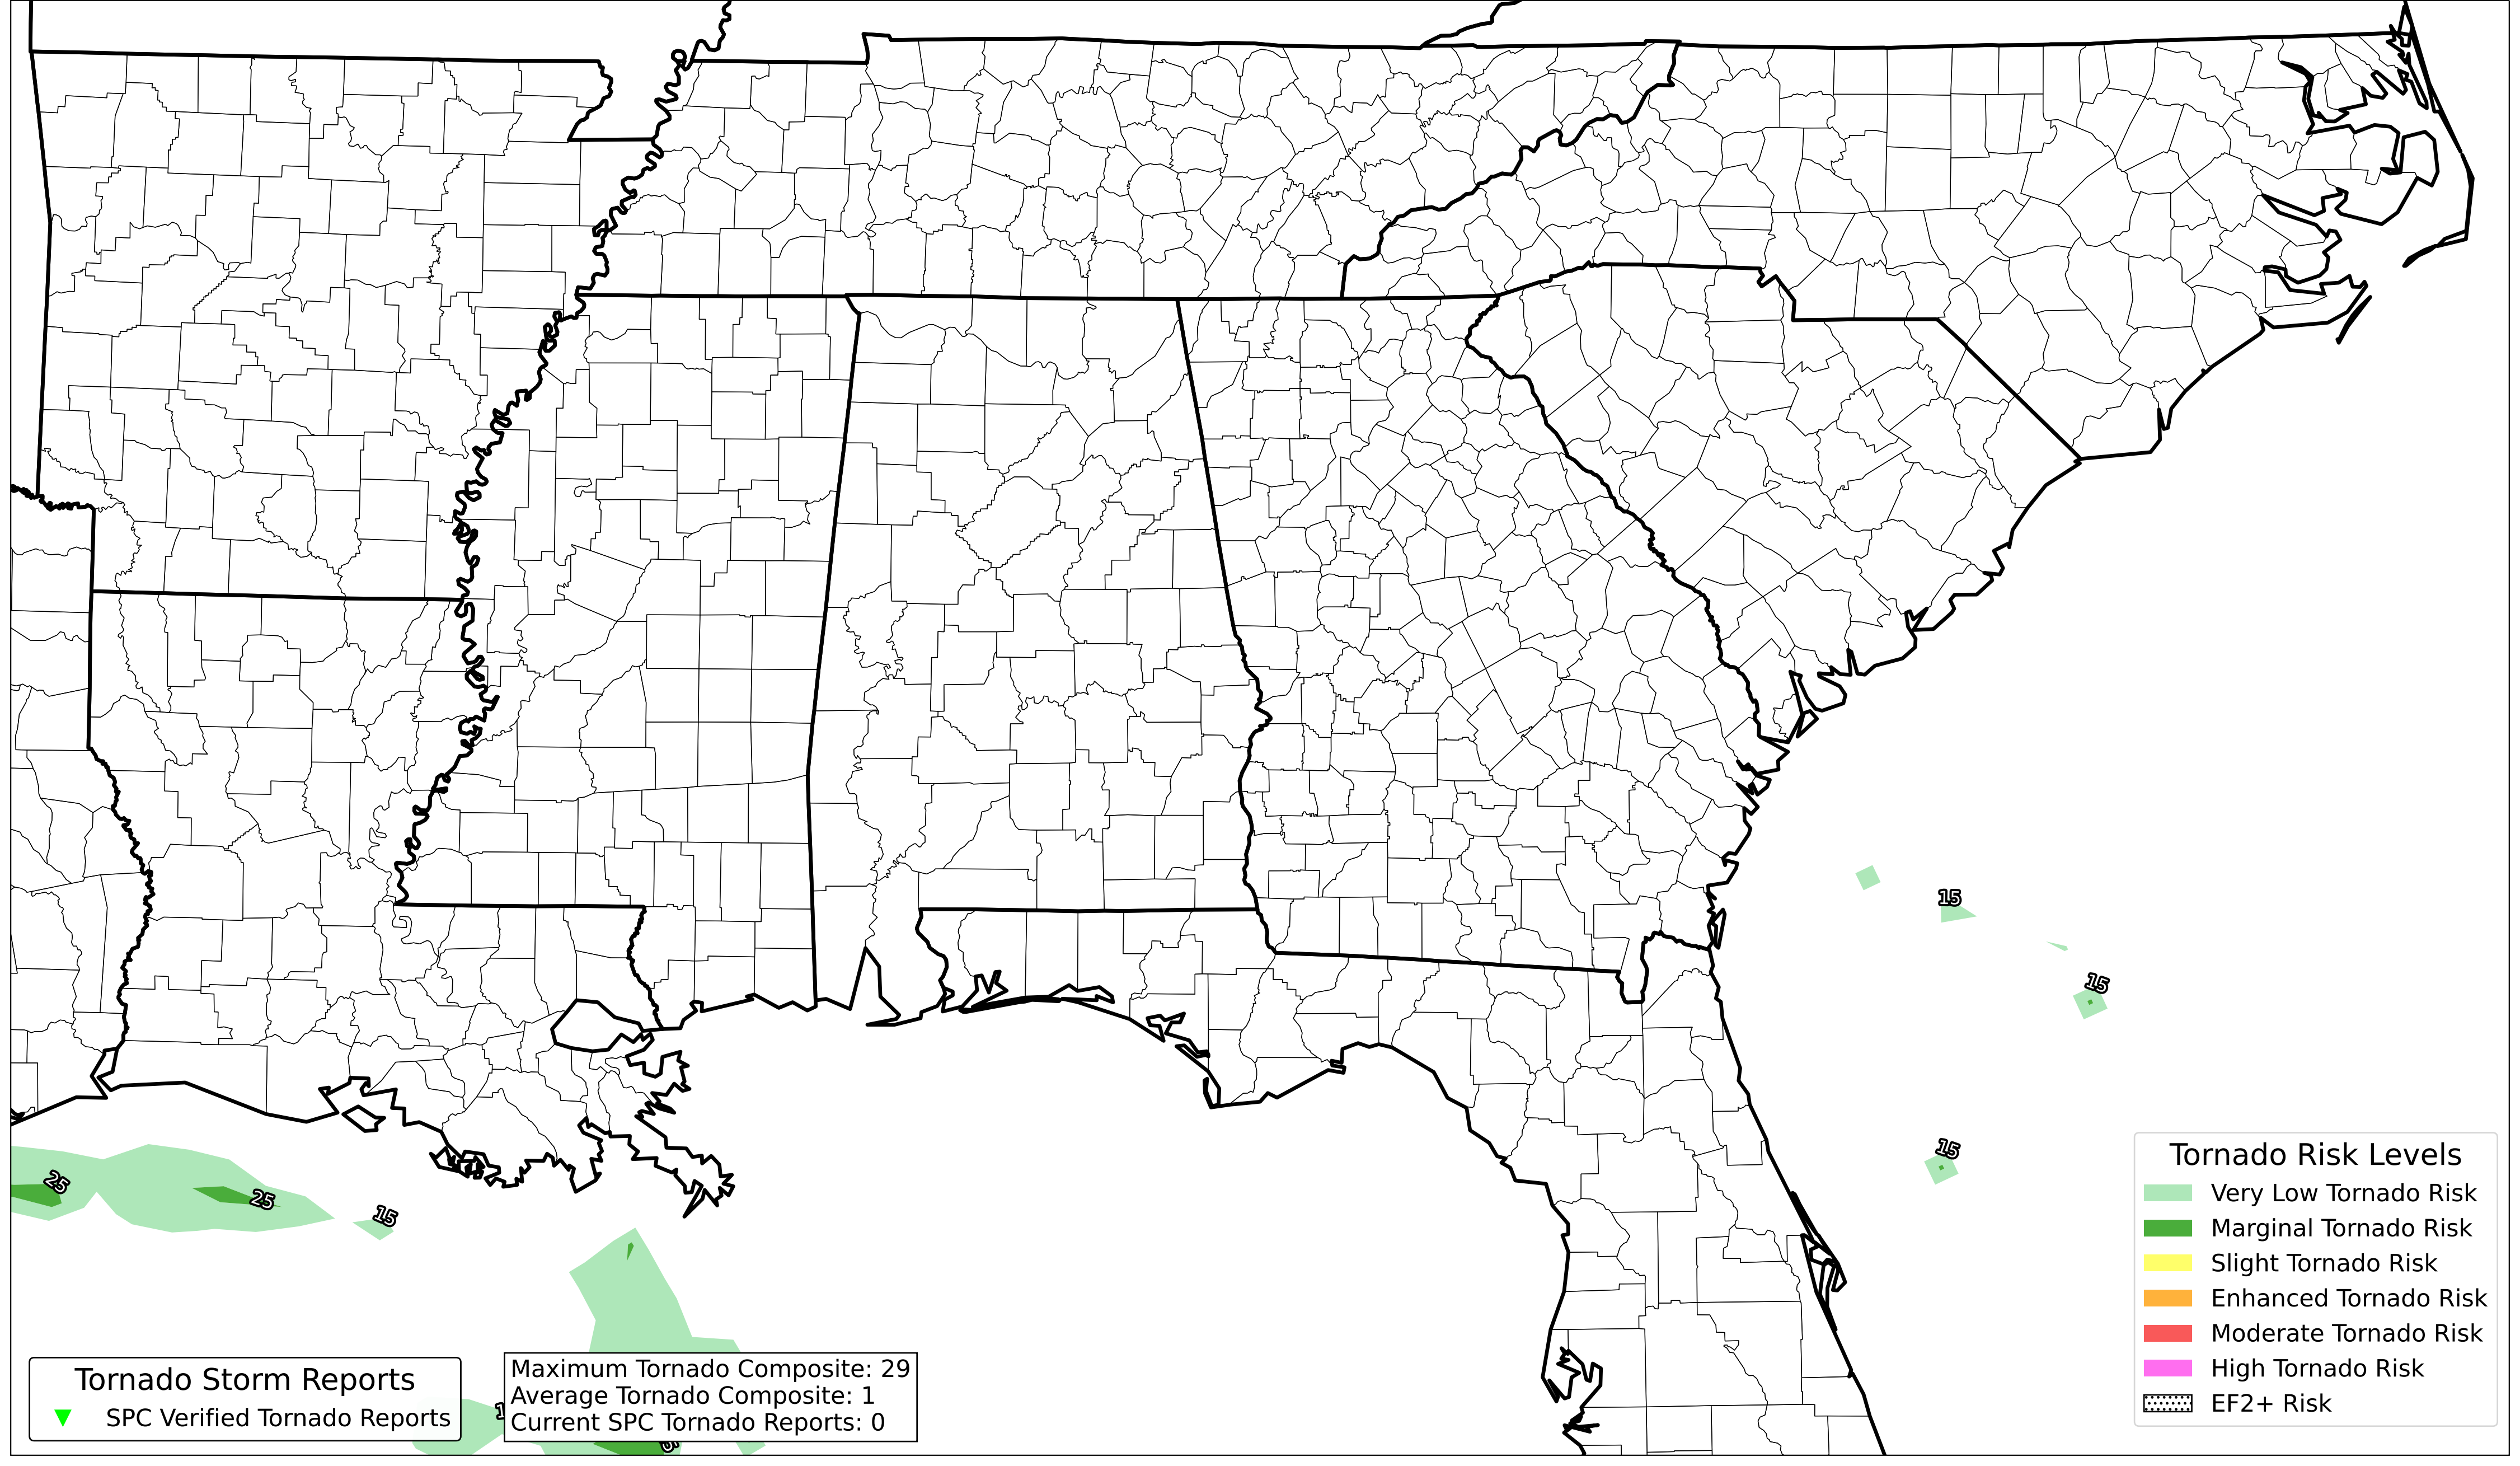 15
15
15
25
25
15
Tornado Risk Levels
Very Low Tornado Risk
Marginal Tornado Risk
Slight Tornado Risk
Enhanced Tornado Risk
Moderate Tornado Risk
High Tornado Risk
EF2+ Risk
Tornado Storm Reports
SPC Verified Tornado Reports
Maximum Tornado Composite: 29
Average Tornado Composite: 1
Current SPC Tornado Reports: 0